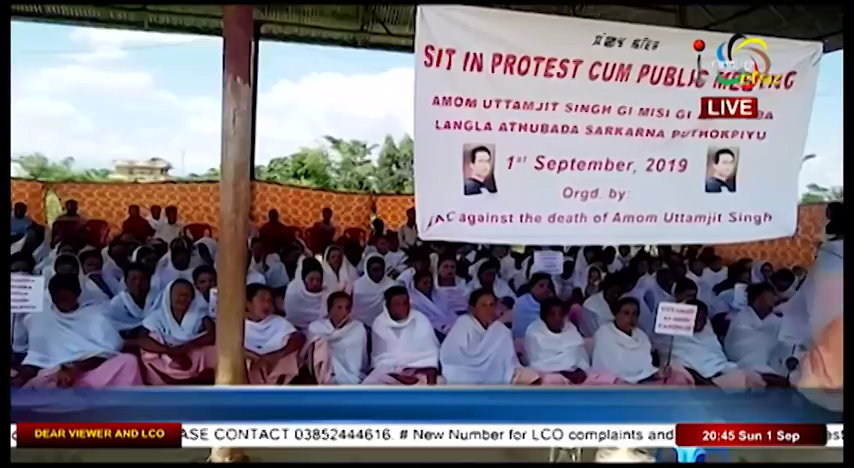 SIT IN PROTEST CUM PUBLIC MEETING
AMOM UTTAMJIT SINGH GI MISI GI
LANGLA ATHUBADA SARKARNA PUTHOKPIYU
LIVE
1st September, 2019
Orgd. by:
JAC against the death of Amom Uttamjit Singh
DEAR VIEWER AND LCO
ASE CONTACT 03852444616. # New Number for LCO complaints and
20:45 Sun 1 Sep
est